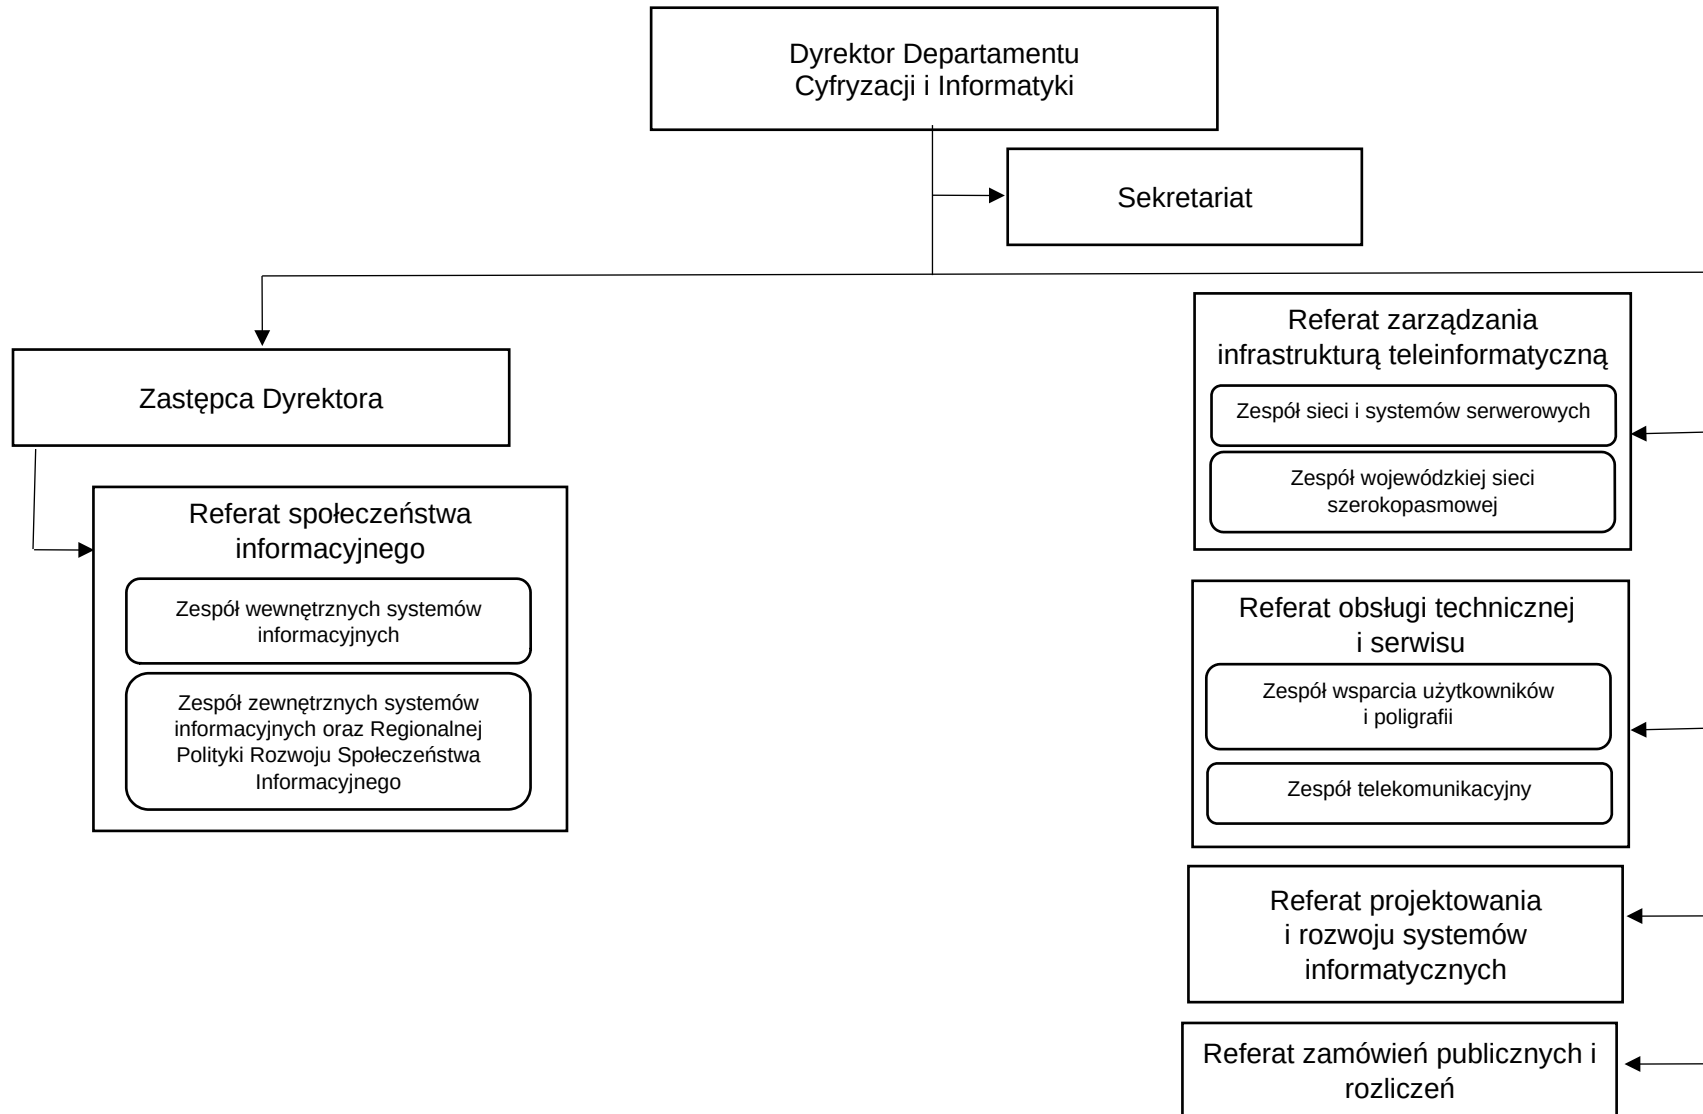 Dyrektor Departamentu
Cyfryzacji i Informatyki
Sekretariat
Zastępca Dyrektora
Referat społeczeństwa
informacyjnego
Zespół wewnętrznych systemów
informacyjnych
Zespół zewnętrznych systemów
informacyjnych oraz Regionalnej
Polityki Rozwoju Społeczeństwa
Informacyjnego
Referat zarządzania
infrastrukturą teleinformatyczną
Zespół sieci i systemów serwerowych
Zespół wojewódzkiej sieci
szerokopasmowej
Referat obsługi technicznej
i serwisu
Zespół wsparcia użytkowników
i poligrafii
Zespół telekomunikacyjny
Referat projektowania
i rozwoju systemów
informatycznych
Referat zamówień publicznych i
rozliczeń